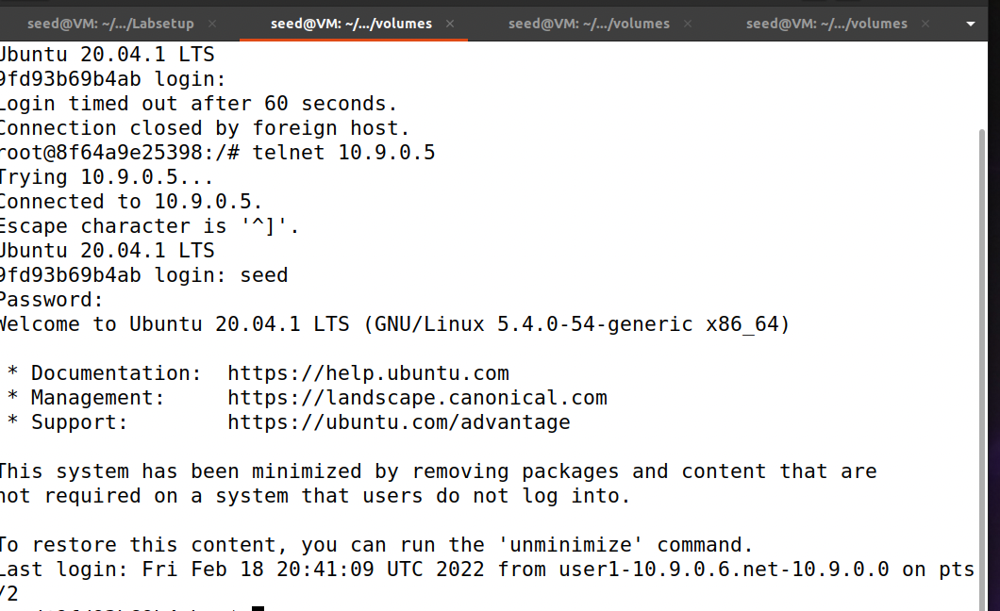 seed@VM: ~/.../Labsetup × seed@VM: ~/.../volumes × seed@VM: ~/.../volumes × seed@VM: ~/.../volumes ×
Ubuntu 20.04.1 LTS
9fd93b69b4ab login:
Login timed out after 60 seconds.
Connection closed by foreign host.
root@8f64a9e25398:/# telnet 10.9.0.5
Trying 10.9.0.5...
Connected to 10.9.0.5.
Escape character is '^]'.
Ubuntu 20.04.1 LTS
9fd93b69b4ab login: seed
Password:
Welcome to Ubuntu 20.04.1 LTS (GNU/Linux 5.4.0-54-generic x86_64)
* Documentation:  https://help.ubuntu.com
* Management:     https://landscape.canonical.com
* Support:        https://ubuntu.com/advantage
This system has been minimized by removing packages and content that are
not required on a system that users do not log into.
To restore this content, you can run the 'unminimize' command.
Last login: Fri Feb 18 20:41:09 UTC 2022 from user1-10.9.0.6.net-10.9.0.0 on pts
/2